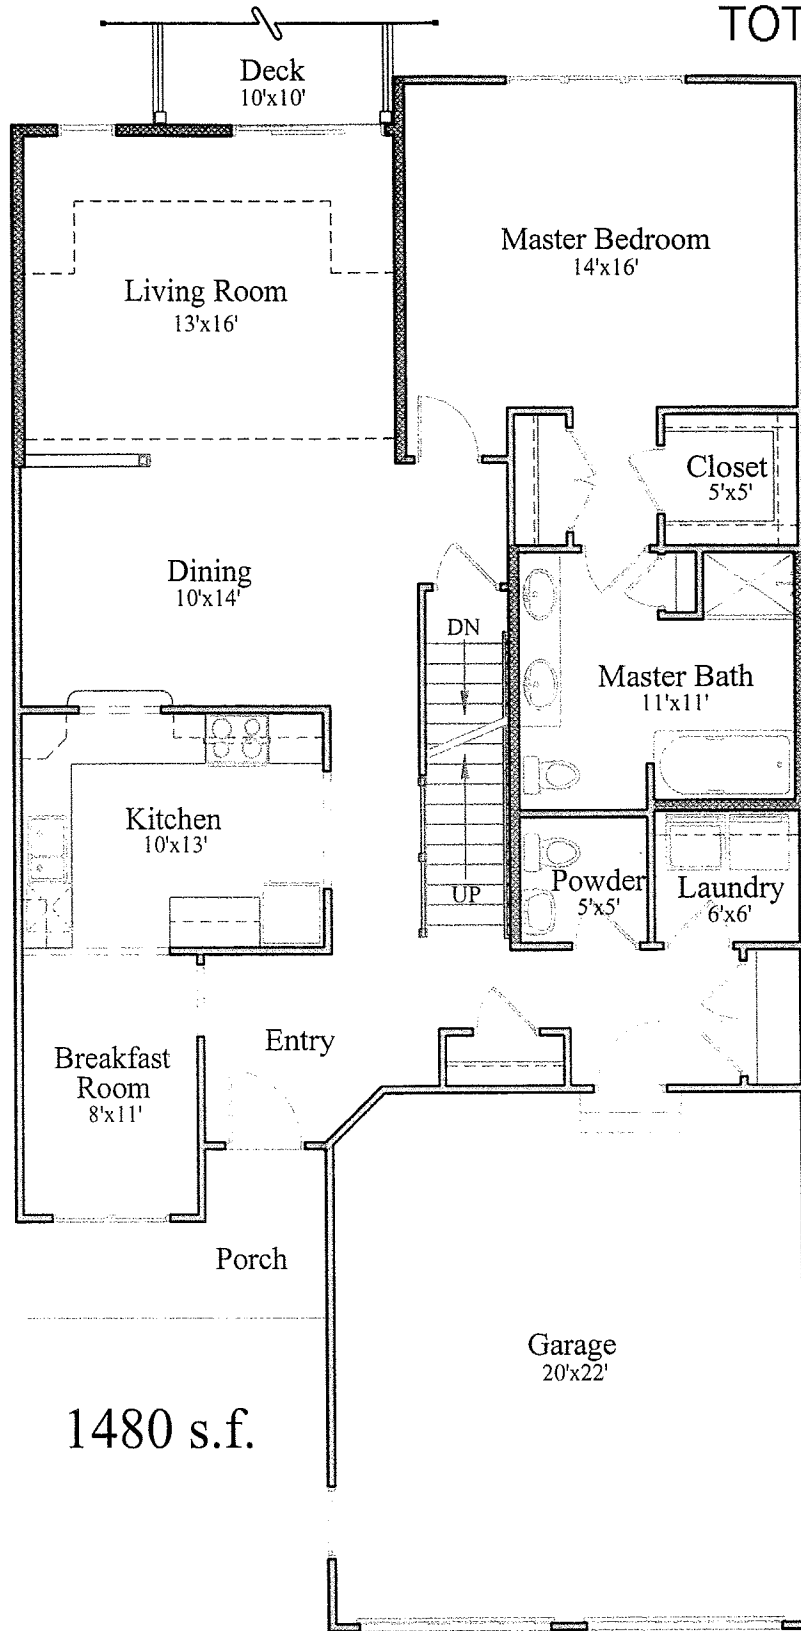 TOT
Deck
10'x10'
Master Bedroom
14'x16'
Living Room
13'x16'
Closet
5'x5'
Dining
10'x14'
DN
Master Bath
11'x11'
Kitchen
10'x13'
UP
Powder
5'x5'
Laundry
6'x6'
Entry
Breakfast
Room
8'x11'
Porch
Garage
20'x22'
1480 s.f.